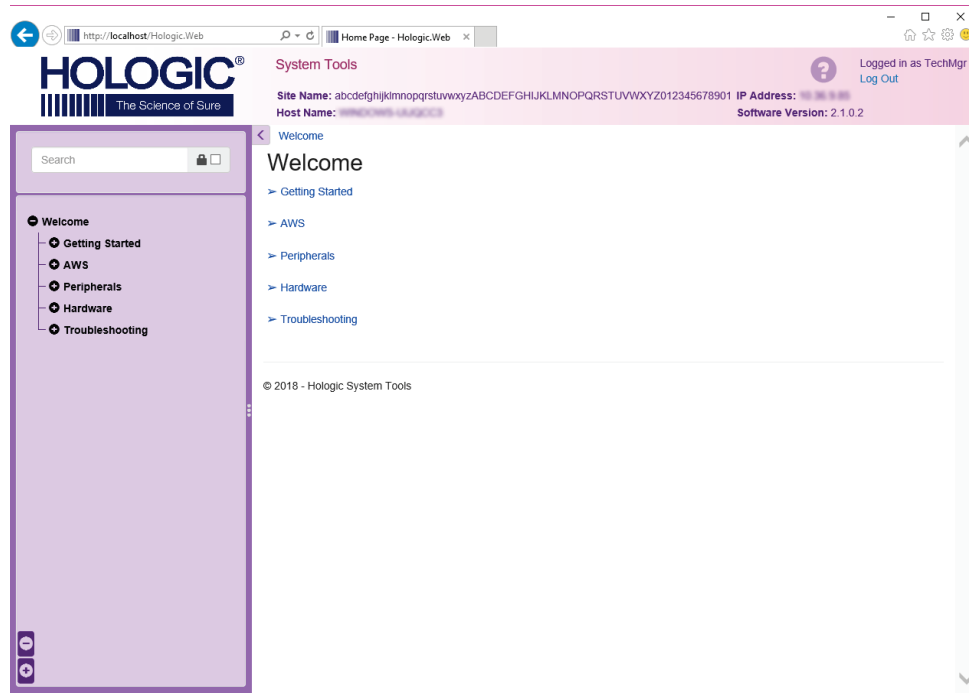 http://localhost/Hologic.Web
Home Page - Hologic.Web
HOLOGIC®
The Science of Sure
System Tools
Logged in as TechMgr
Log Out
Site Name: abcdefghijklmnopqrstuvwxyzABCDEFGHIJKLMNOPQRSTUVWXYZ012345678901 IP Address:
Host Name:
Software Version: 2.1.0.2
Search
Welcome
Getting Started
AWS
Peripherals
Hardware
Troubleshooting
Welcome
Welcome
➢ Getting Started
➢ AWS
➢ Peripherals
➢ Hardware
➢ Troubleshooting
© 2018 - Hologic System Tools